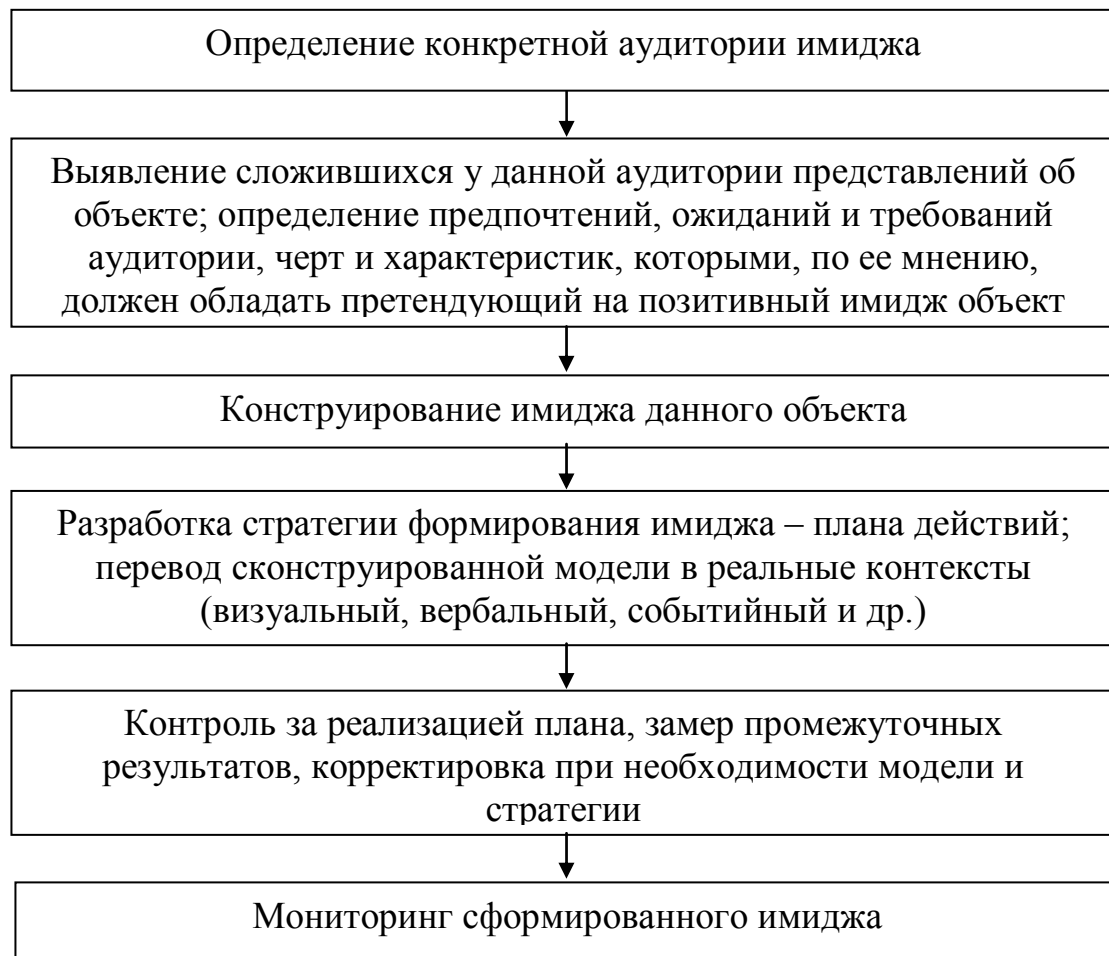 Определение конкретной аудитории имиджа
Выявление сложившихся у данной аудитории представлений об
объекте; определение предпочтений, ожиданий и требований
аудитории, черт и характеристик, которыми, по ее мнению,
должен обладать претендующий на позитивный имидж объект
Конструирование имиджа данного объекта
Разработка стратегии формирования имиджа – плана действий;
перевод сконструированной модели в реальные контексты
(визуальный, вербальный, событийный и др.)
Контроль за реализацией плана, замер промежуточных
результатов, корректировка при необходимости модели и
стратегии
Мониторинг сформированного имиджа